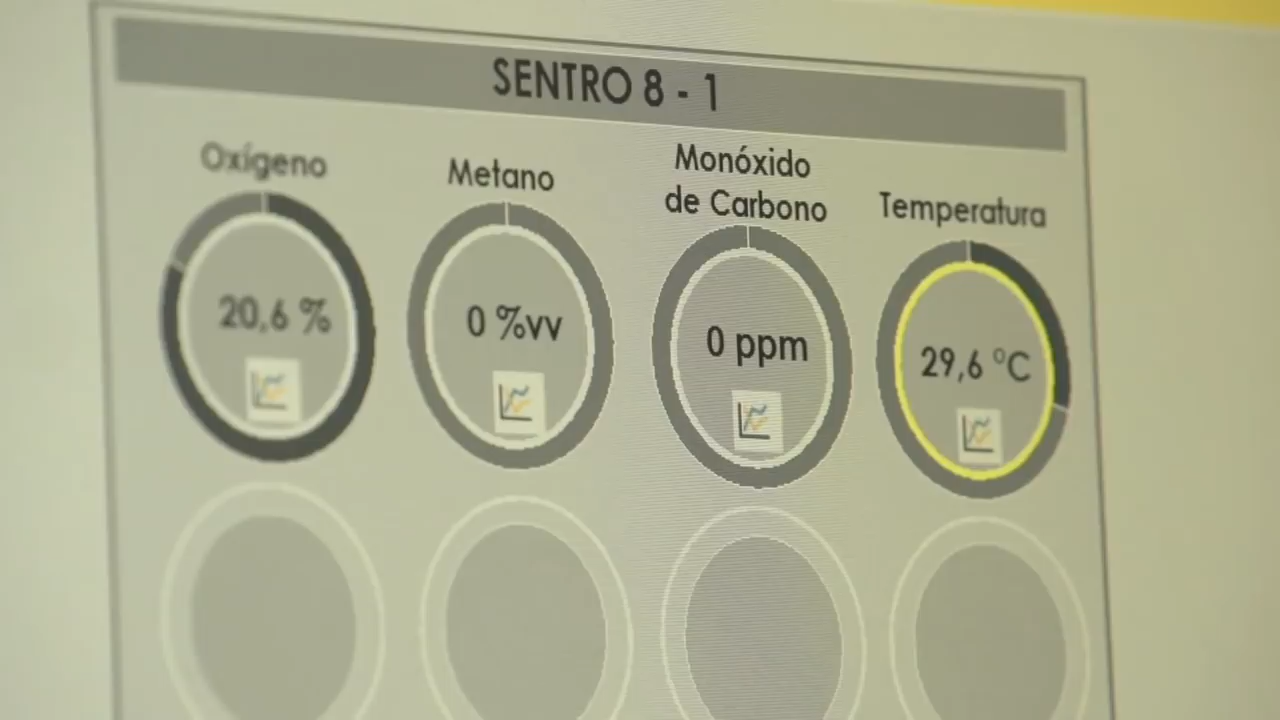 SENTRO 8 - 1
Oxígeno
Metano
Monóxido
de Carbono
Temperatura
20,6 %
0 %vv
0 ppm
29,6 °C